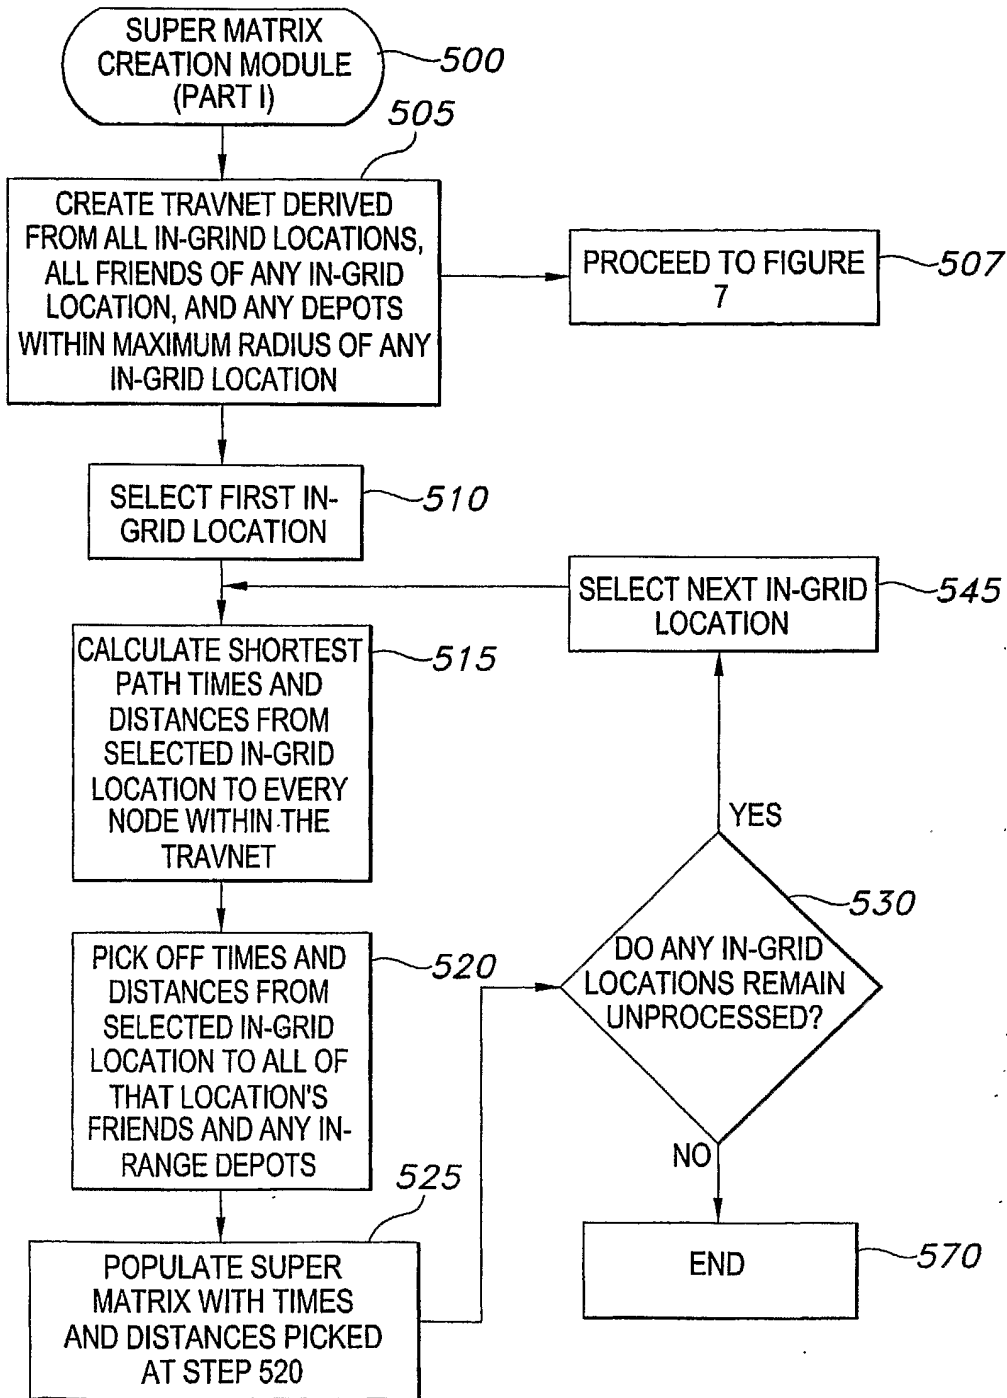 SUPER MATRIX
CREATION MODULE
(PART I)
500
505
CREATE TRAVNET DERIVED
FROM ALL IN-GRIND LOCATIONS,
ALL FRIENDS OF ANY IN-GRID
LOCATION, AND ANY DEPOTS
WITHIN MAXIMUM RADIUS OF ANY
IN-GRID LOCATION
PROCEED TO FIGURE
7
507
SELECT FIRST IN-
GRID LOCATION
510
SELECT NEXT IN-GRID
LOCATION
545
CALCULATE SHORTEST
PATH TIMES AND
DISTANCES FROM
SELECTED IN-GRID
LOCATION TO EVERY
NODE WITHIN THE
TRAVNET
515
YES
530
DO ANY IN-GRID
LOCATIONS REMAIN
UNPROCESSED?
PICK OFF TIMES AND
DISTANCES FROM
SELECTED IN-GRID
LOCATION TO ALL OF
THAT LOCATION'S
FRIENDS AND ANY IN-
RANGE DEPOTS
520
NO
525
POPULATE SUPER
MATRIX WITH TIMES
AND DISTANCES PICKED
AT STEP 520
END
570